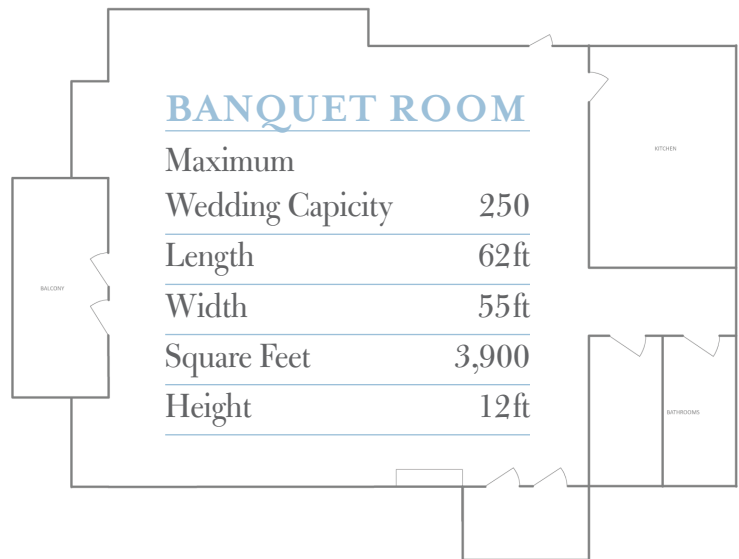 BANQUET ROOM
Maximum
Wedding Capicity 250
Length 62ft
Width 55ft
Square Feet 3,900
Height 12ft
KITCHEN
BALCONY
BATHROOMS